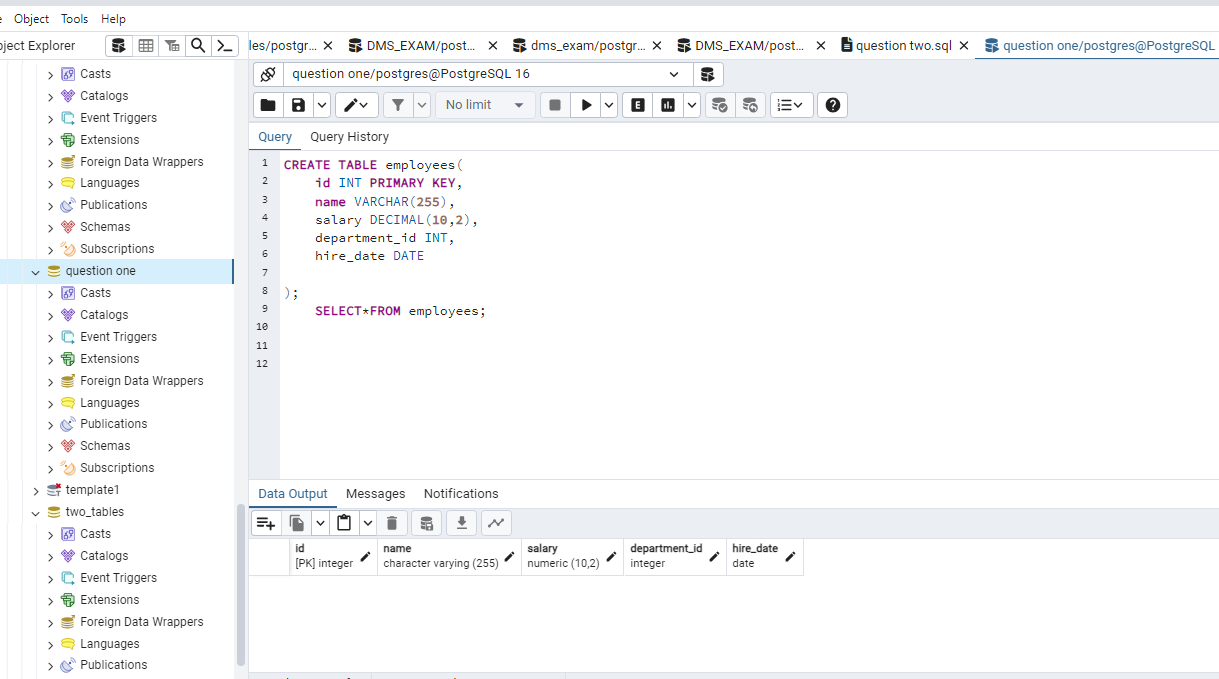 Object Tools Help
ject Explorer
les/postgr...
DMS_EXAM/post...
dms_exam/postgr...
DMS_EXAM/post...
question two.sql
question one/postgres@PostgreSQL
question one/postgres@PostgreSQL 16
No limit
Query
Query History
Casts
Catalogs
Event Triggers
Extensions
Foreign Data Wrappers
Languages
Publications
Schemas
Subscriptions
question one
Casts
Catalogs
Event Triggers
Extensions
Foreign Data Wrappers
Languages
Publications
Schemas
Subscriptions
template1
two_tables
Casts
Catalogs
Event Triggers
Extensions
Foreign Data Wrappers
Languages
Publications
1 CREATE TABLE employees(
2 id INT PRIMARY KEY,
3 name VARCHAR(255),
4 salary DECIMAL(10,2),
5 department_id INT,
6 hire_date DATE
7
8 );
9 SELECT*FROM employees;
10
11
12
Data Output Messages Notifications
id
[PK] integer
name
character varying (255)
salary
numeric (10,2)
department_id
integer
hire_date
date